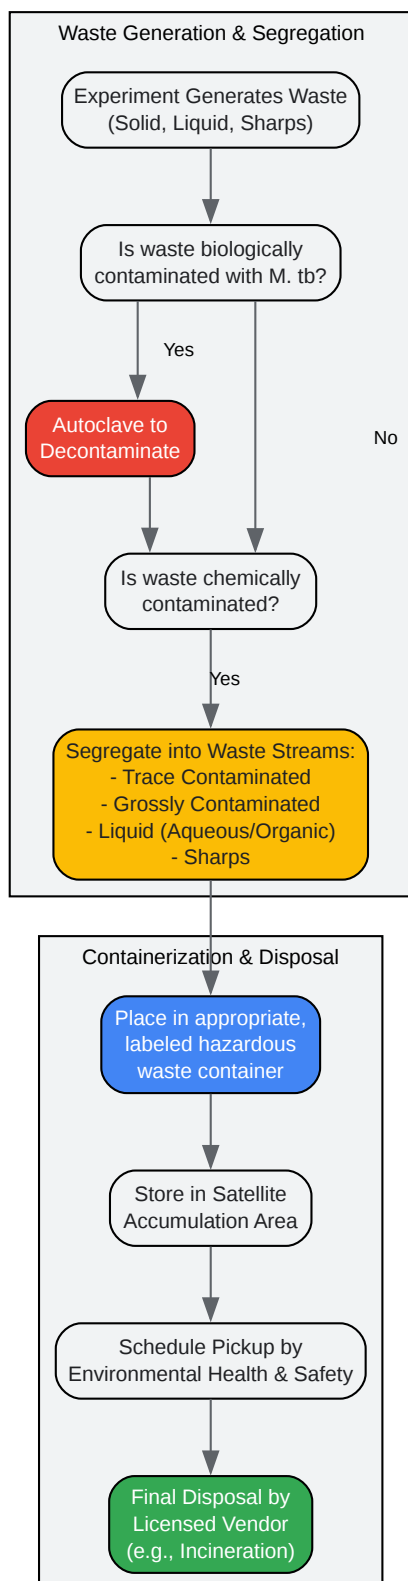 Waste Generation & Segregation
Experiment Generates Waste
(Solid, Liquid, Sharps)
Is waste biologically
contaminated with M. tb?
Yes
Autoclave to
Decontaminate
No
Is waste chemically
contaminated?
Yes
Segregate into Waste Streams:
- Trace Contaminated
- Grossly Contaminated
- Liquid (Aqueous/Organic)
- Sharps
Containerization & Disposal
Place in appropriate,
labeled hazardous
waste container
Store in Satellite
Accumulation Area
Schedule Pickup by
Environmental Health & Safety
Final Disposal by
Licensed Vendor
(e.g., Incineration)